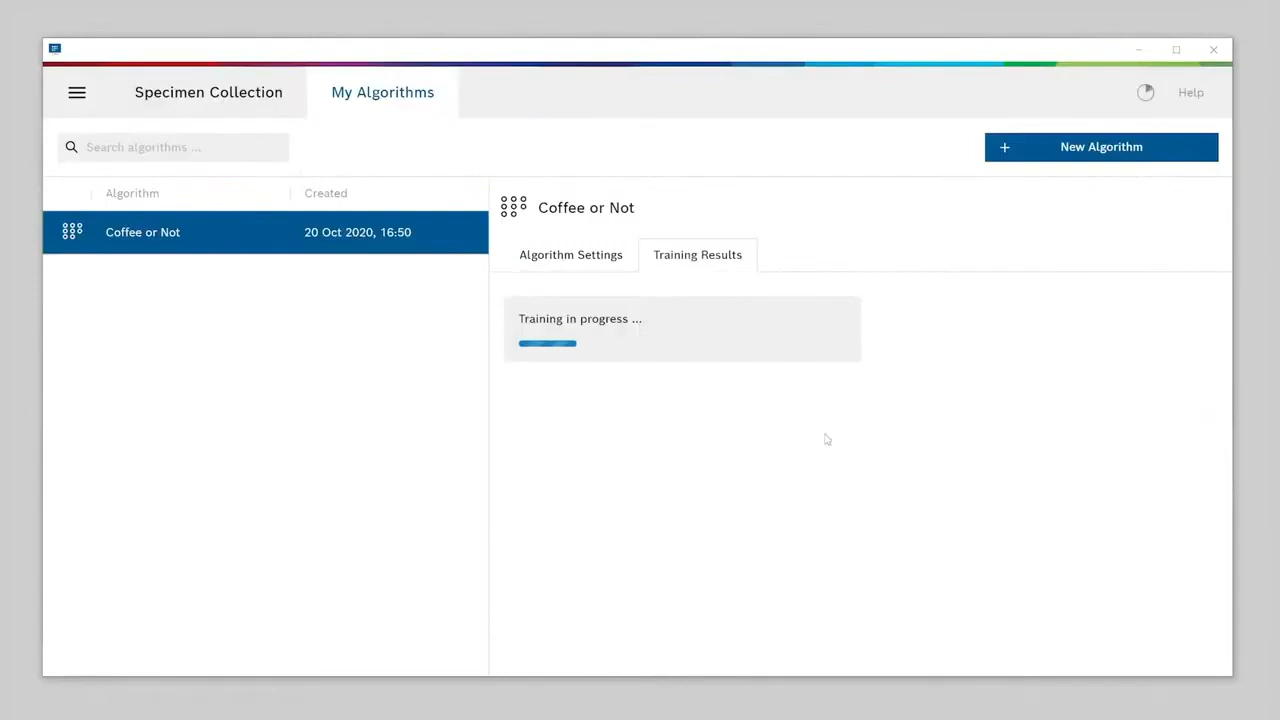 Specimen Collection
My Algorithms
Help
Search algorithms ...
+ New Algorithm
Algorithm
Created
Coffee or Not
20 Oct 2020, 16:50
Coffee or Not
Algorithm Settings
Training Results
Training in progress ...